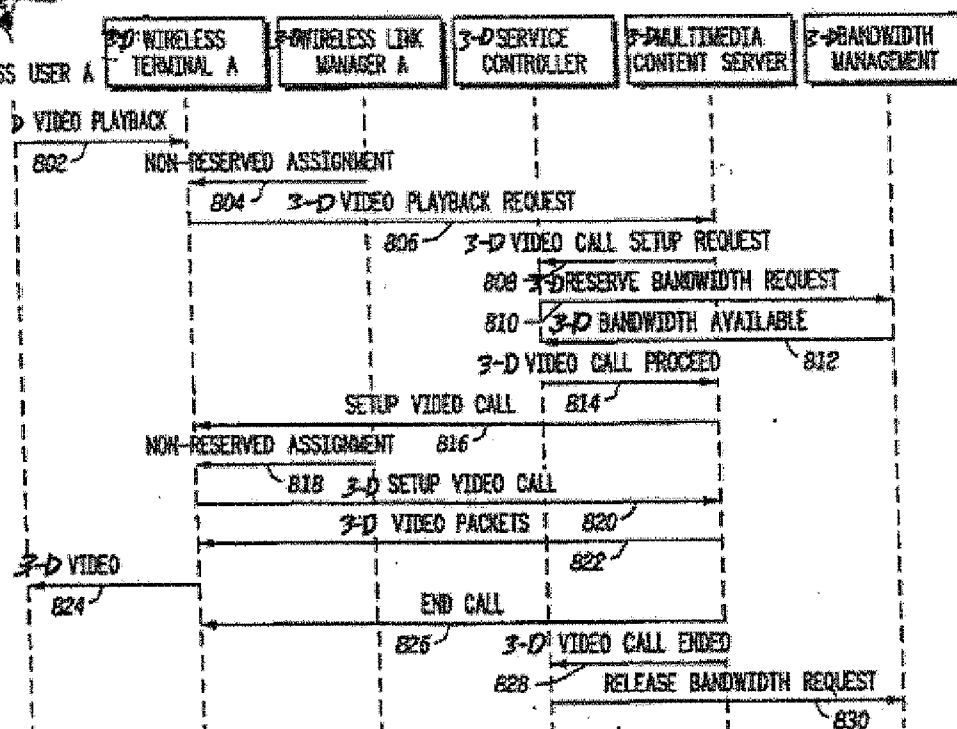 3-D WIRELESS TERMINAL A
3-D WIRELESS LINK MANAGER A
3-D SERVICE CONTROLLER
3-D MULTIMEDIA CONTENT SERVER
3-D BANDWIDTH MANAGEMENT
SS USER A
D VIDEO PLAYBACK
802
NON-RESERVED ASSIGNMENT
804
3-D VIDEO PLAYBACK REQUEST
806
3-D VIDEO CALL SETUP REQUEST
808
3-D RESERVE BANDWIDTH REQUEST
810
3-D BANDWIDTH AVAILABLE
812
3-D VIDEO CALL PROCEED
814
SETUP VIDEO CALL
816
NON-RESERVED ASSIGNMENT
818
3-D SETUP VIDEO CALL
820
3-D VIDEO PACKETS
822
3-D VIDEO
824
END CALL
826
3-D VIDEO CALL ENDED
828
RELEASE BANDWIDTH REQUEST
830